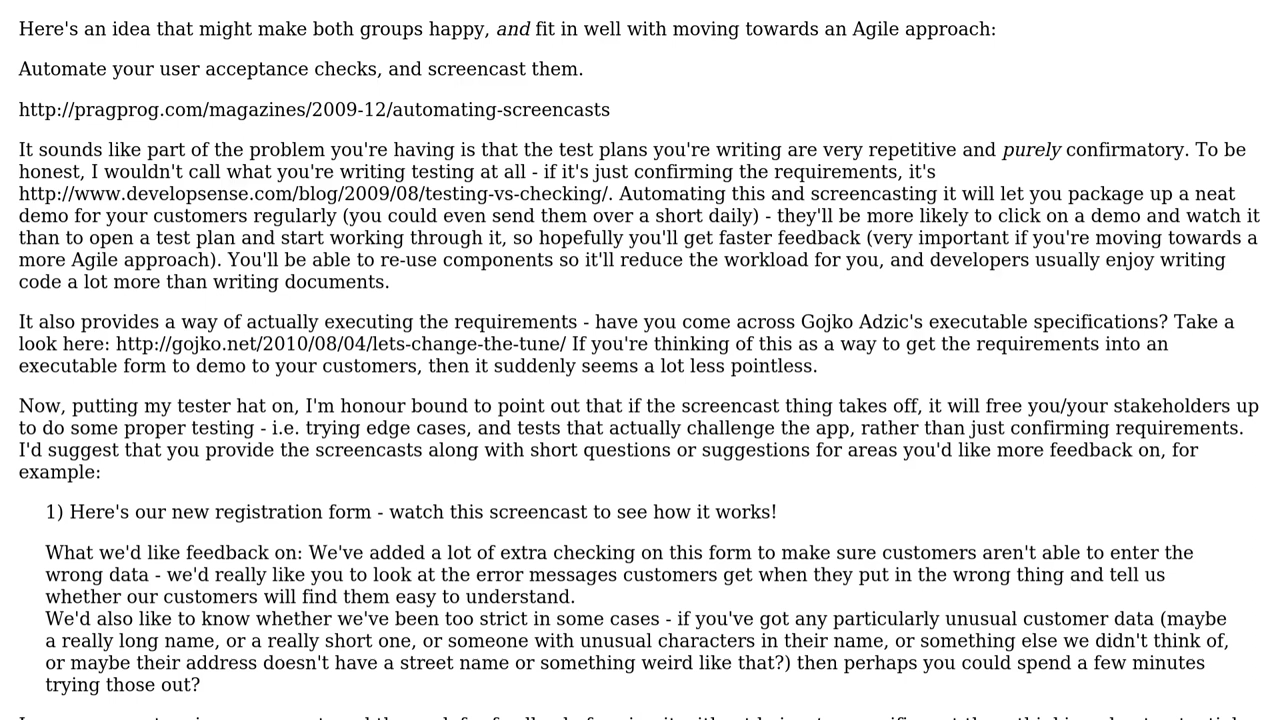 Here's an idea that might make both groups happy, and fit in well with moving towards an Agile approach:
Automate your user acceptance checks, and screencast them.
http://pragprog.com/magazines/2009-12/automating-screencasts
It sounds like part of the problem you're having is that the test plans you're writing are very repetitive and purely confirmatory. To be
honest, I wouldn't call what you're writing testing at all - if it's just confirming the requirements, it's
http://www.developsense.com/blog/2009/08/testing-vs-checking/. Automating this and screencasting it will let you package up a neat
demo for your customers regularly (you could even send them over a short daily) - they'll be more likely to click on a demo and watch it
than to open a test plan and start working through it, so hopefully you'll get faster feedback (very important if you're moving towards a
more Agile approach). You'll be able to re-use components so it'll reduce the workload for you, and developers usually enjoy writing
code a lot more than writing documents.
It also provides a way of actually executing the requirements - have you come across Gojko Adzic's executable specifications? Take a
look here: http://gojko.net/2010/08/04/lets-change-the-tune/ If you're thinking of this as a way to get the requirements into an
executable form to demo to your customers, then it suddenly seems a lot less pointless.
Now, putting my tester hat on, I'm honour bound to point out that if the screencast thing takes off, it will free you/your stakeholders up
to do some proper testing - i.e. trying edge cases, and tests that actually challenge the app, rather than just confirming requirements.
I'd suggest that you provide the screencasts along with short questions or suggestions for areas you'd like more feedback on, for
example:
1) Here's our new registration form - watch this screencast to see how it works!
What we'd like feedback on: We've added a lot of extra checking on this form to make sure customers aren't able to enter the
wrong data - we'd really like you to look at the error messages customers get when they put in the wrong thing and tell us
whether our customers will find them easy to understand.
We'd also like to know whether we've been too strict in some cases - if you've got any particularly unusual customer data (maybe
a really long name, or a really short one, or someone with unusual characters in their name, or something else we didn't think of,
or maybe their address doesn't have a street name or something weird like that?) then perhaps you could spend a few minutes
trying those out?